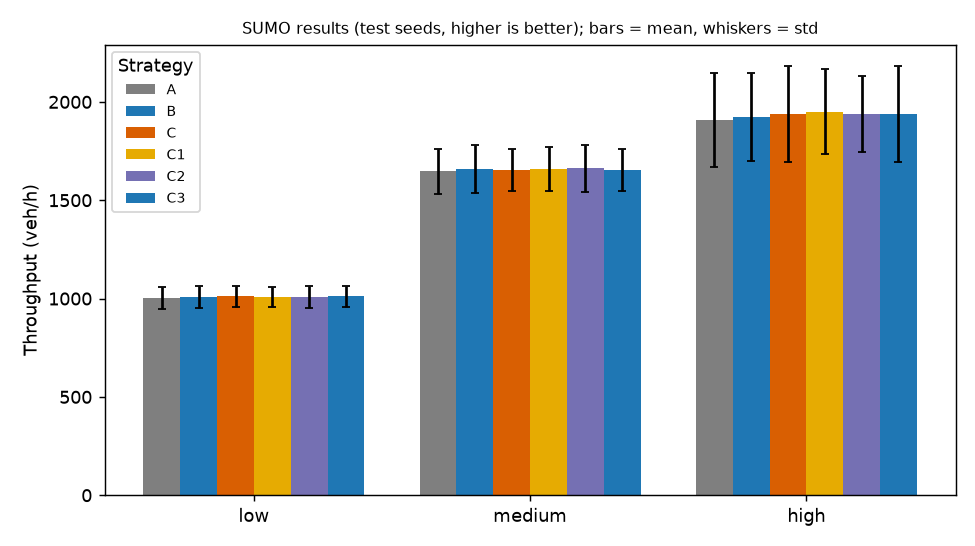 SUMO results (test seeds, higher is better); bars = mean, whiskers = std
Throughput (veh/h)
2000
1500
1000
500
0
Strategy
A
B
C
C1
C2
C3
low
medium
high